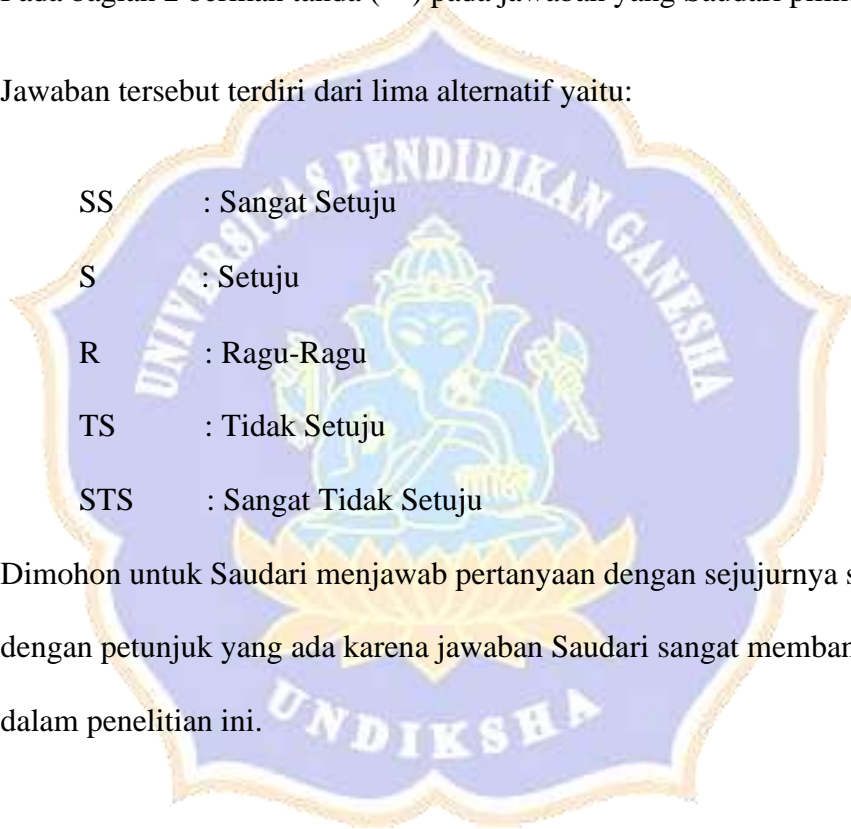 Jawaban tersebut terdiri dari lima alternatif yaitu:
UNIVERSITAS PENDIDIKAN GANESHA
SS : Sangat Setuju
S : Setuju
R : Ragu-Ragu
TS : Tidak Setuju
STS : Sangat Tidak Setuju
Dimohon untuk Saudari menjawab pertanyaan dengan sejujurnya
dengan petunjuk yang ada karena jawaban Saudari sangat
dalam penelitian ini.
UNDIKSHA